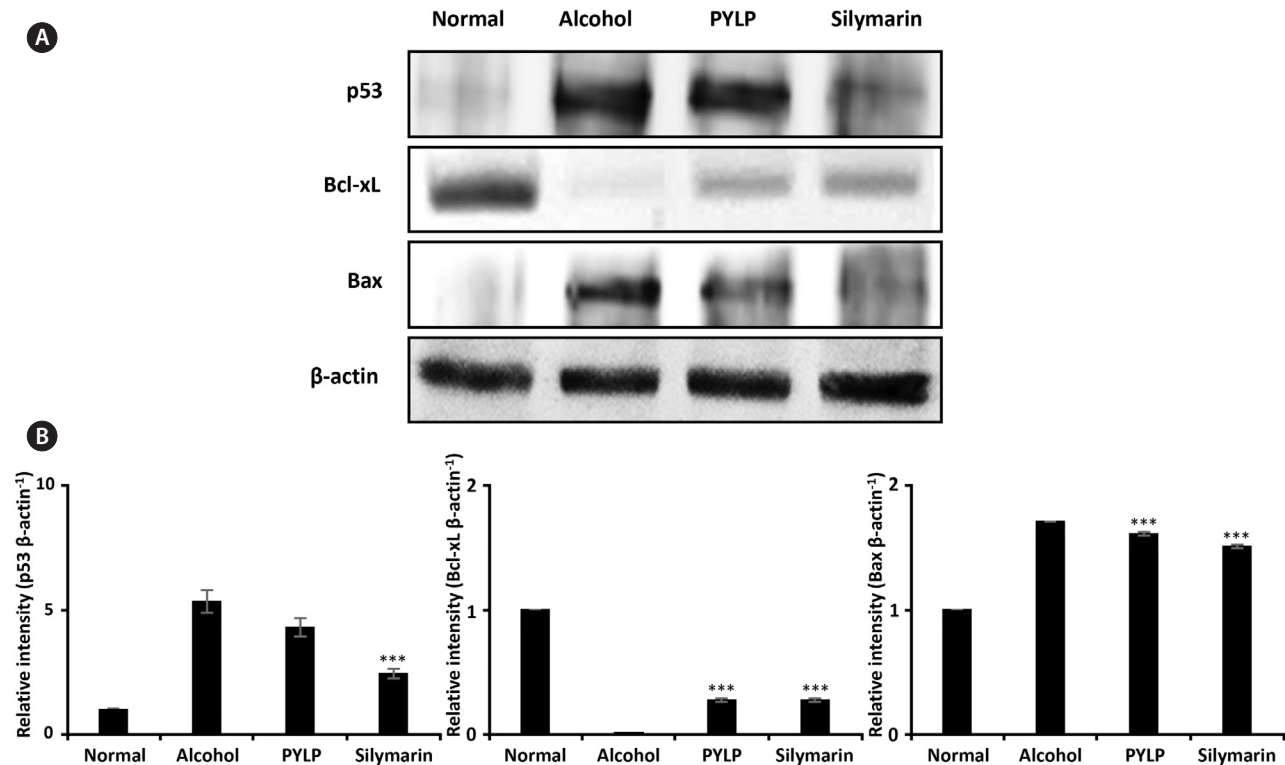 A
Normal Alcohol PYLP Silymarin
p53
Bcl-xL
Bax
β-actin
B
Relative intensity (p53 β-actin⁻¹)
10
5
0
***
Normal Alcohol PYLP Silymarin
Relative intensity (Bcl-xL β-actin⁻¹)
2
1
0
*** ***
Normal Alcohol PYLP Silymarin
Relative intensity (Bax β-actin⁻¹)
2
1
0
*** ***
Normal Alcohol PYLP Silymarin